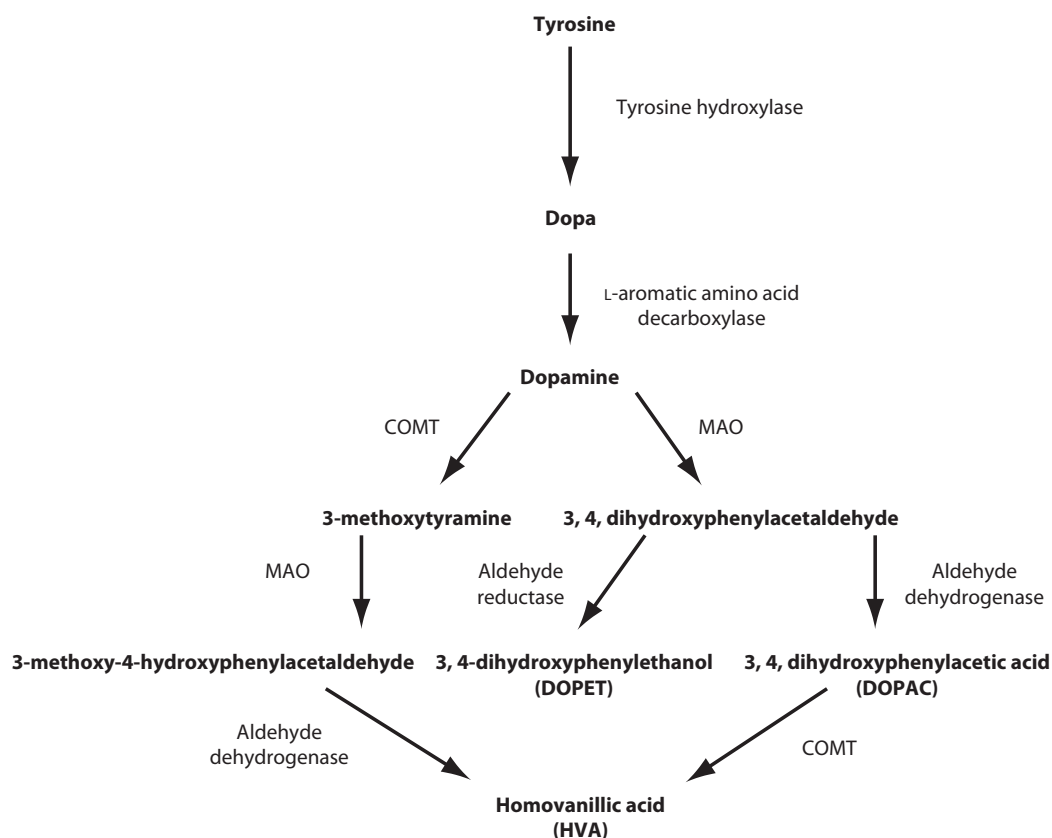 Tyrosine
Tyrosine hydroxylase
Dopa
L-aromatic amino acid
decarboxylase
Dopamine
COMT
MAO
3-methoxytyramine
3, 4, dihydroxyphenylacetaldehyde
MAO
Aldehyde
reductase
Aldehyde
dehydrogenase
3-methoxy-4-hydroxyphenylacetaldehyde
3, 4-dihydroxyphenylethanol
(DOPET)
3, 4, dihydroxyphenylacetic acid
(DOPAC)
Aldehyde
dehydrogenase
COMT
Homovanillic acid
(HVA)